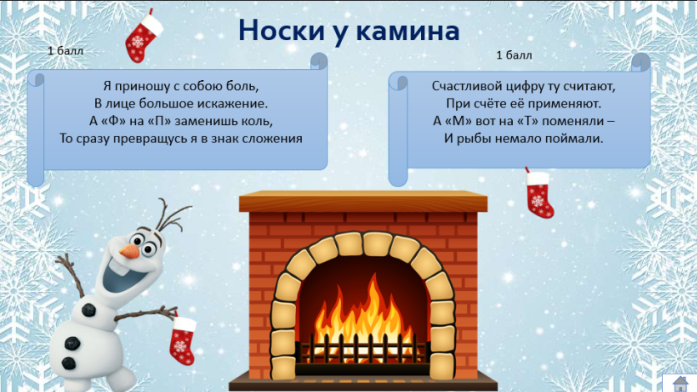 Носки у камина
1 балл
Я приношу с собою боль,
В лице большое искажение.
А «Ф» на «П» заменишь коль,
То сразу превращусь я в знак сложения
1 балл
Счастливой цифру ту считают,
При счёте её применяют.
А «М» вот на «Т» поменяли –
И рыбы немало поймали.